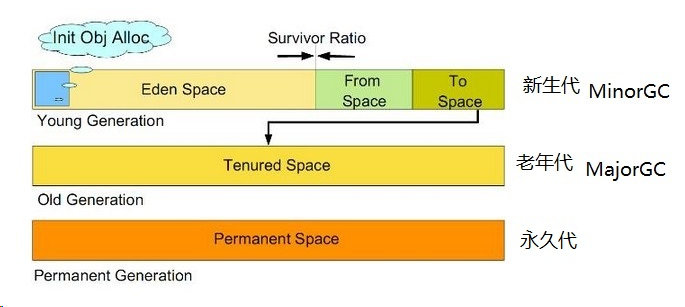 Init Obj Alloc
Survivor Ratio
Eden Space
From
Space
To
Space
新生代 MinorGC
Young Generation
Tenured Space
老年代 MajorGC
Old Generation
Permanent Space
永久代
Permanent Generation